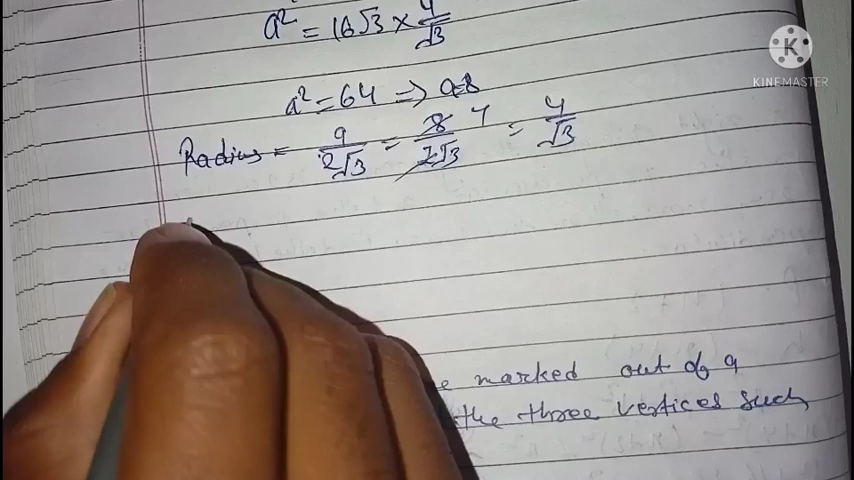 a² = 16√3 × 4/√3
a² = 64 ⇒ a=8
Radius = a/2√3 = 8/2√3 4 = 4/√3
e marked out of a
the three vertices such
K
KINEMASTER